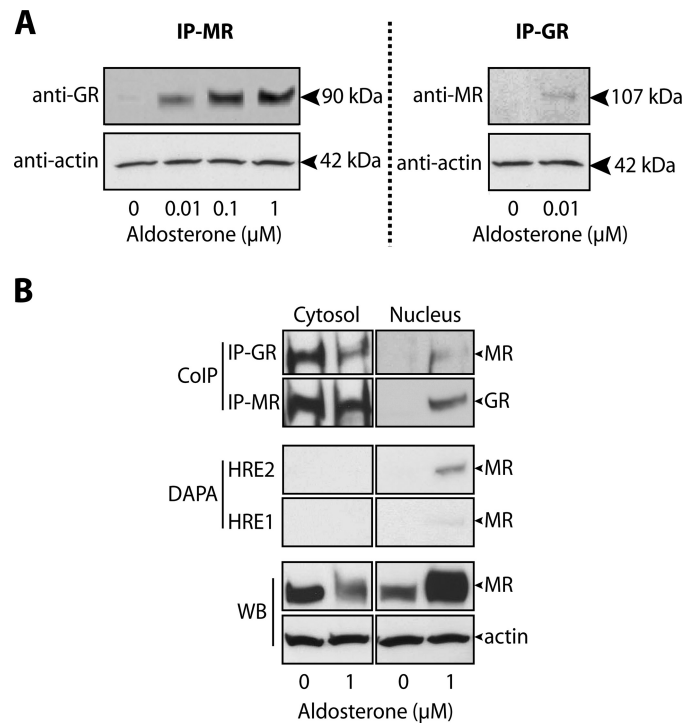 A
IP-MR
IP-GR
anti-GR
90 kDa
anti-MR
107 kDa
anti-actin
42 kDa
anti-actin
42 kDa
0 0.01 0.1 1
0 0.01
Aldosterone (µM)
Aldosterone (µM)
B
Cytosol Nucleus
CoIP
IP-GR
MR
IP-MR
GR
DAPA
HRE2
MR
HRE1
MR
WB
MR
actin
0 1 0 1
Aldosterone (µM)